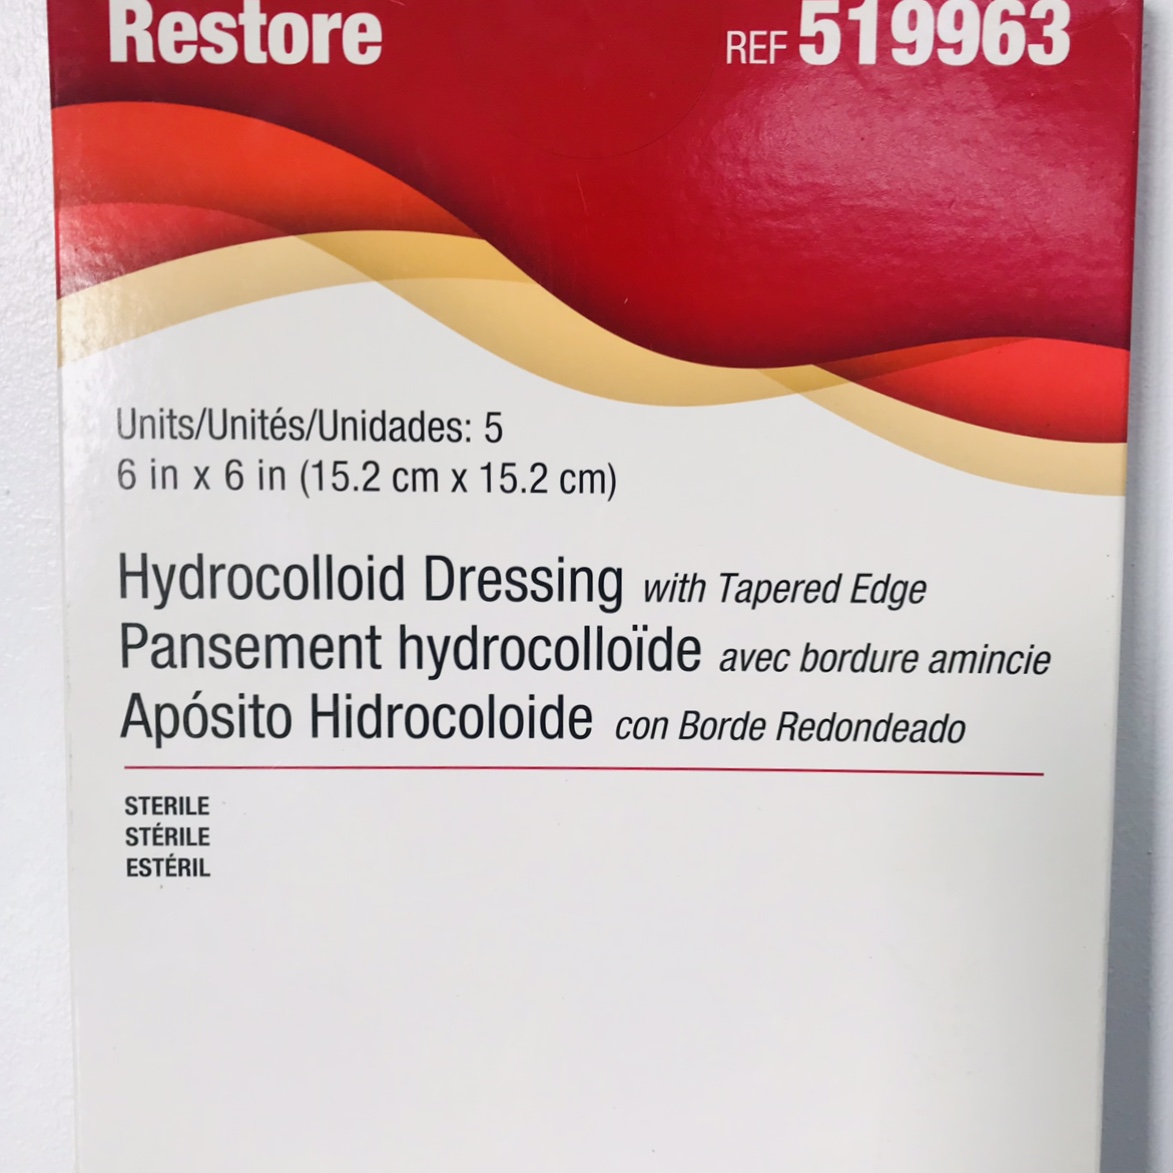 Restore
REF 519963
Units/Unités/Unidades: 5
6 in x 6 in (15.2 cm x 15.2 cm)
Hydrocolloid Dressing with Tapered Edge
Pansement hydrocolloïde avec bordure amincie
Apósito Hidrocoloide con Borde Redondeado
STERILE
STÉRILE
ESTÉRIL